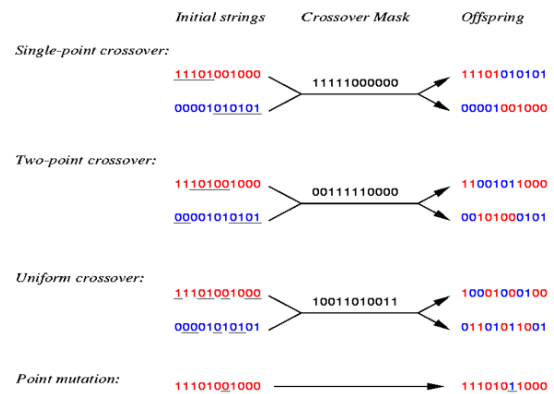 Initial strings Crossover Mask Offspring
Single-point crossover:
11101001000 11111000000 11101010101
00001010101 00001001000
Two-point crossover:
11101001000 00111110000 11001011000
00001010101 00101000101
Uniform crossover:
11101001000 10011010011 10001000100
00001010101 01101011001
Point mutation:
11101001000 11101011000